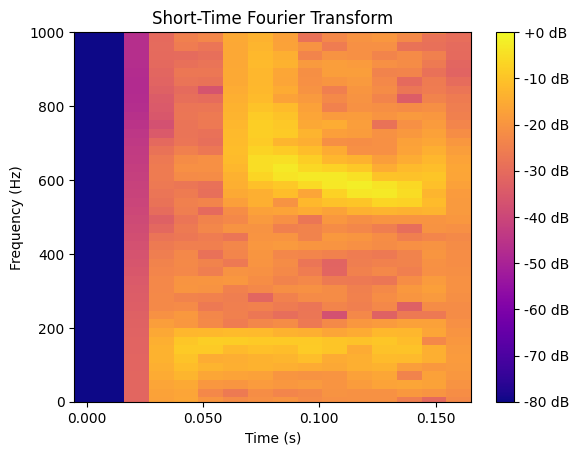 Short-Time Fourier Transform
Frequency (Hz)
1000
800
600
400
200
0
0.000
0.050
0.100
0.150
Time (s)
+0 dB
-10 dB
-20 dB
-30 dB
-40 dB
-50 dB
-60 dB
-70 dB
-80 dB